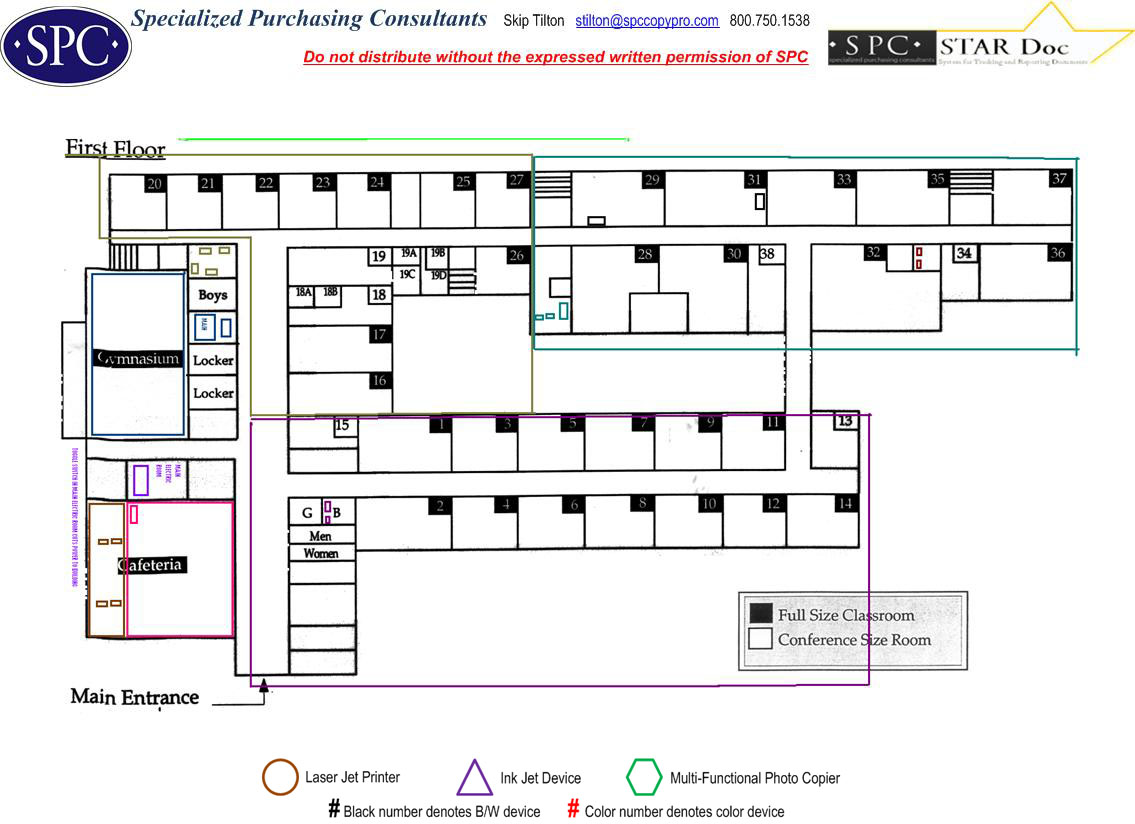 SPC
Specialized Purchasing Consultants Skip Tilton stilton@spccopypro.com 800.750.1538
Do not distribute without the expressed written permission of SPC
SPC STAR Doc
specialized purchasing consultants System for Tracking and Reporting Documents
First Floor
20 21 22 23 24 25 27 29 31 33 35 37
19 19A 19B 26 28 30 38 32 34 36
19C 19D
Boys 18A 18B 18
MAIN
17
Gymnasium Locker
16
Locker
15 1 3 5 7 9 11 13
MAIN
ELECTRIC
ROOM
TOGGLE SWITCH IN MAIN ELECTRIC ROOM CUTS POWER TO BUILDING
G B 2 4 6 8 10 12 14
Men
Women
Cafeteria
Full Size Classroom
Conference Size Room
Main Entrance
Laser Jet Printer Ink Jet Device Multi-Functional Photo Copier
# Black number denotes B/W device # Color number denotes color device